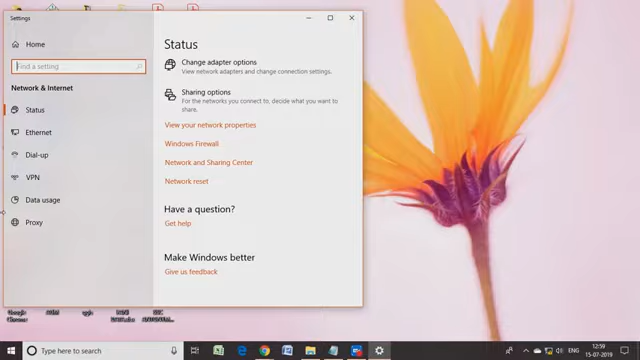 Settings
Home
Find a setting
Network & Internet
Status
Ethernet
Dial-up
VPN
Data usage
Proxy
Status
Change adapter options
View network adapters and change connection settings.
Sharing options
For the networks you connect to, decide what you want to
share.
View your network properties
Windows Firewall
Network and Sharing Center
Network reset
Have a question?
Get help
Make Windows better
Give us feedback
Google
Chrome
Type here to search
ENG
12:59
15-07-2019